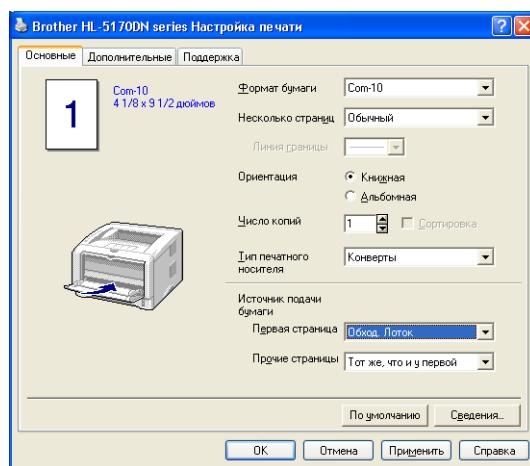 Brother HL-5170DN series Настройка печати
Основные Дополнительные Поддержка
1
Com-10
4 1/8 x 9 1/2 дюймов
Формат бумаги Com-10
Несколько страниц Обычный
Линия границы
Ориентация Книжная
Альбомная
Число копий 1 Сортировка
Тип печатного
носителя
Конверты
Источник подачи
бумаги
Первая страница Обход. Лоток
Прочие страницы Тот же, что и у первой
По умолчанию Сведения...
OK Отмена Применить Справка